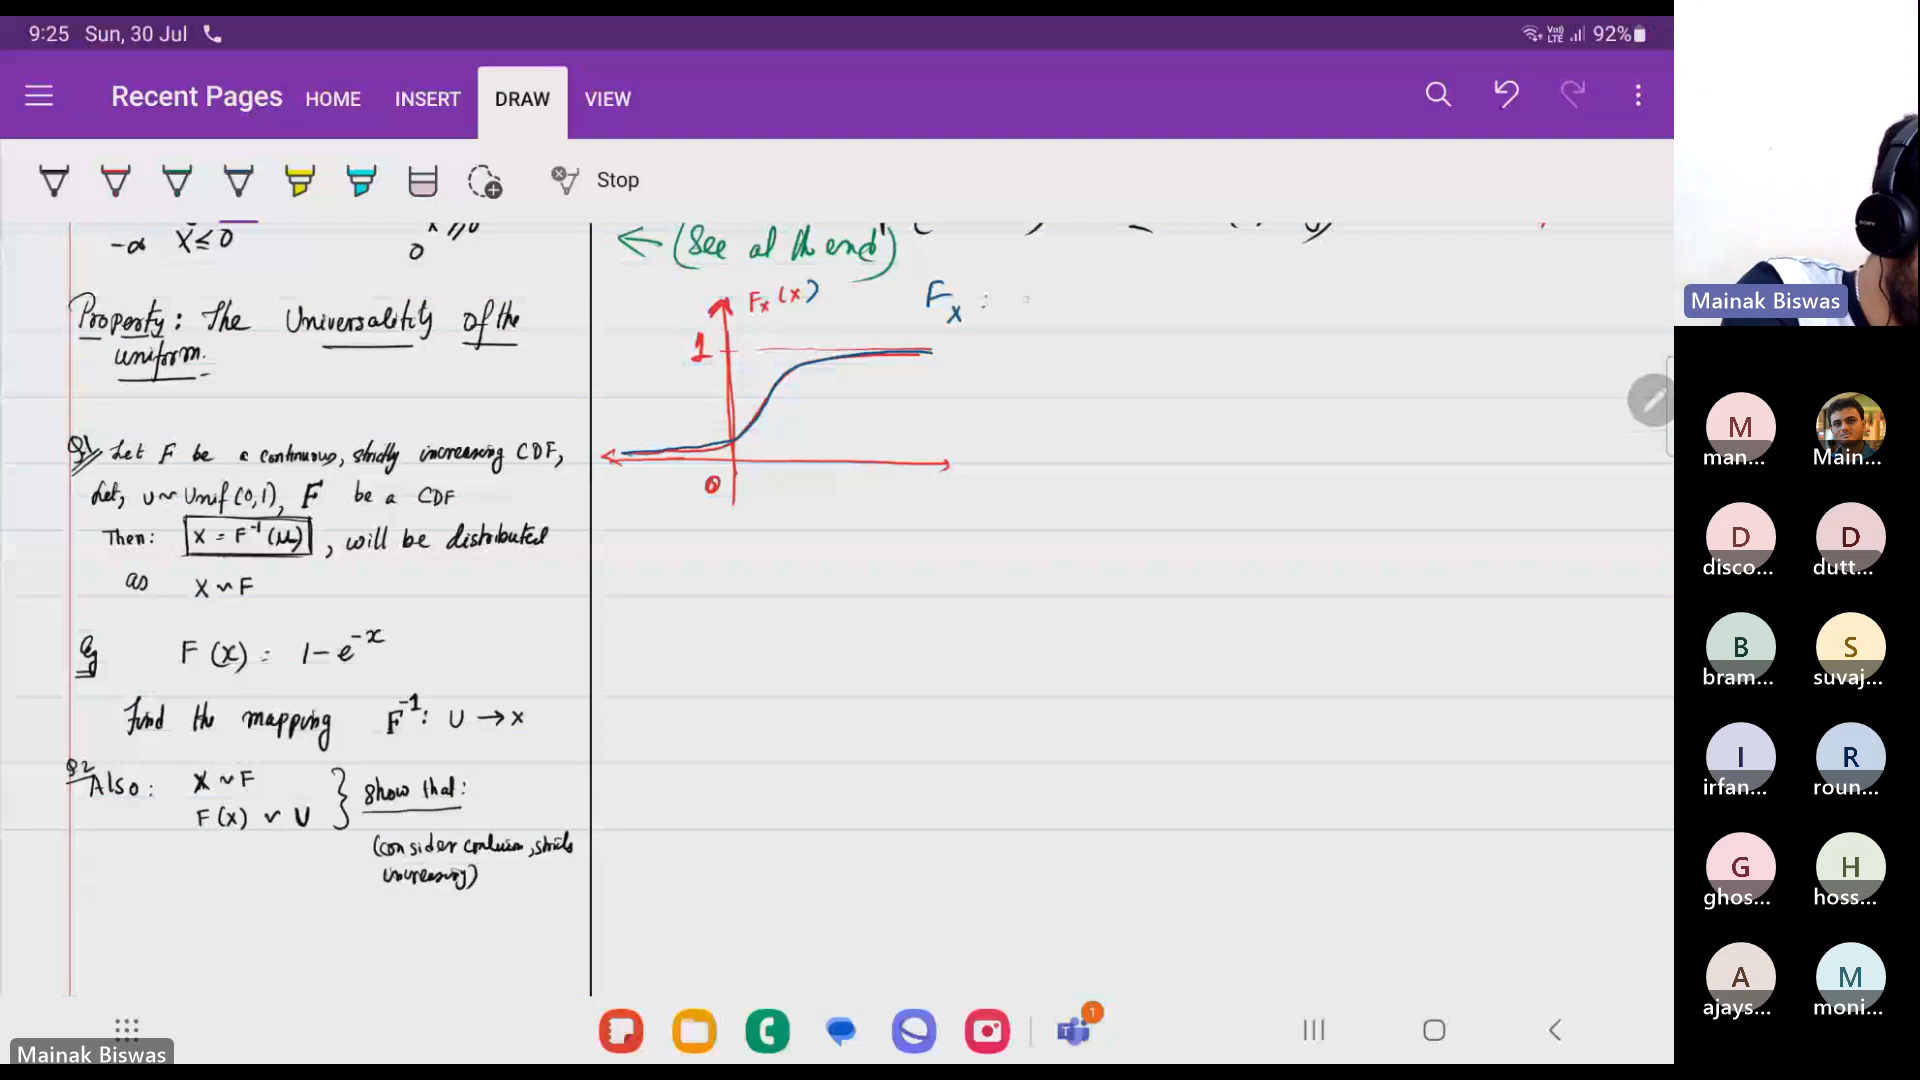 9:25 Sun, 30 Jul
92%
Recent Pages HOME INSERT DRAW VIEW
Stop
-α X≤0
0
← (See at the end)
Property: The Universality of the
uniform.
Q1 Let F be a continuous, strictly increasing CDF,
Let, U ~ Unif(0,1), F be a CDF
Then: X = F⁻¹(U), will be distributed
as X ~ F
Eg F(x) = 1-e^-x
Find the mapping F⁻¹: U → X
Q2 Also: X ~ F
F(X) ~ U } Show that:
(consider continuous, strictly
increasing)
Fx(x)
Fx :
1
0
Mainak Biswas
M
man...
Main...
D
disco...
D
dutt...
B
bram...
S
suvaj...
I
irfan...
R
roun...
G
ghos...
H
hoss...
A
ajays...
M
moni...
Mainak Biswas